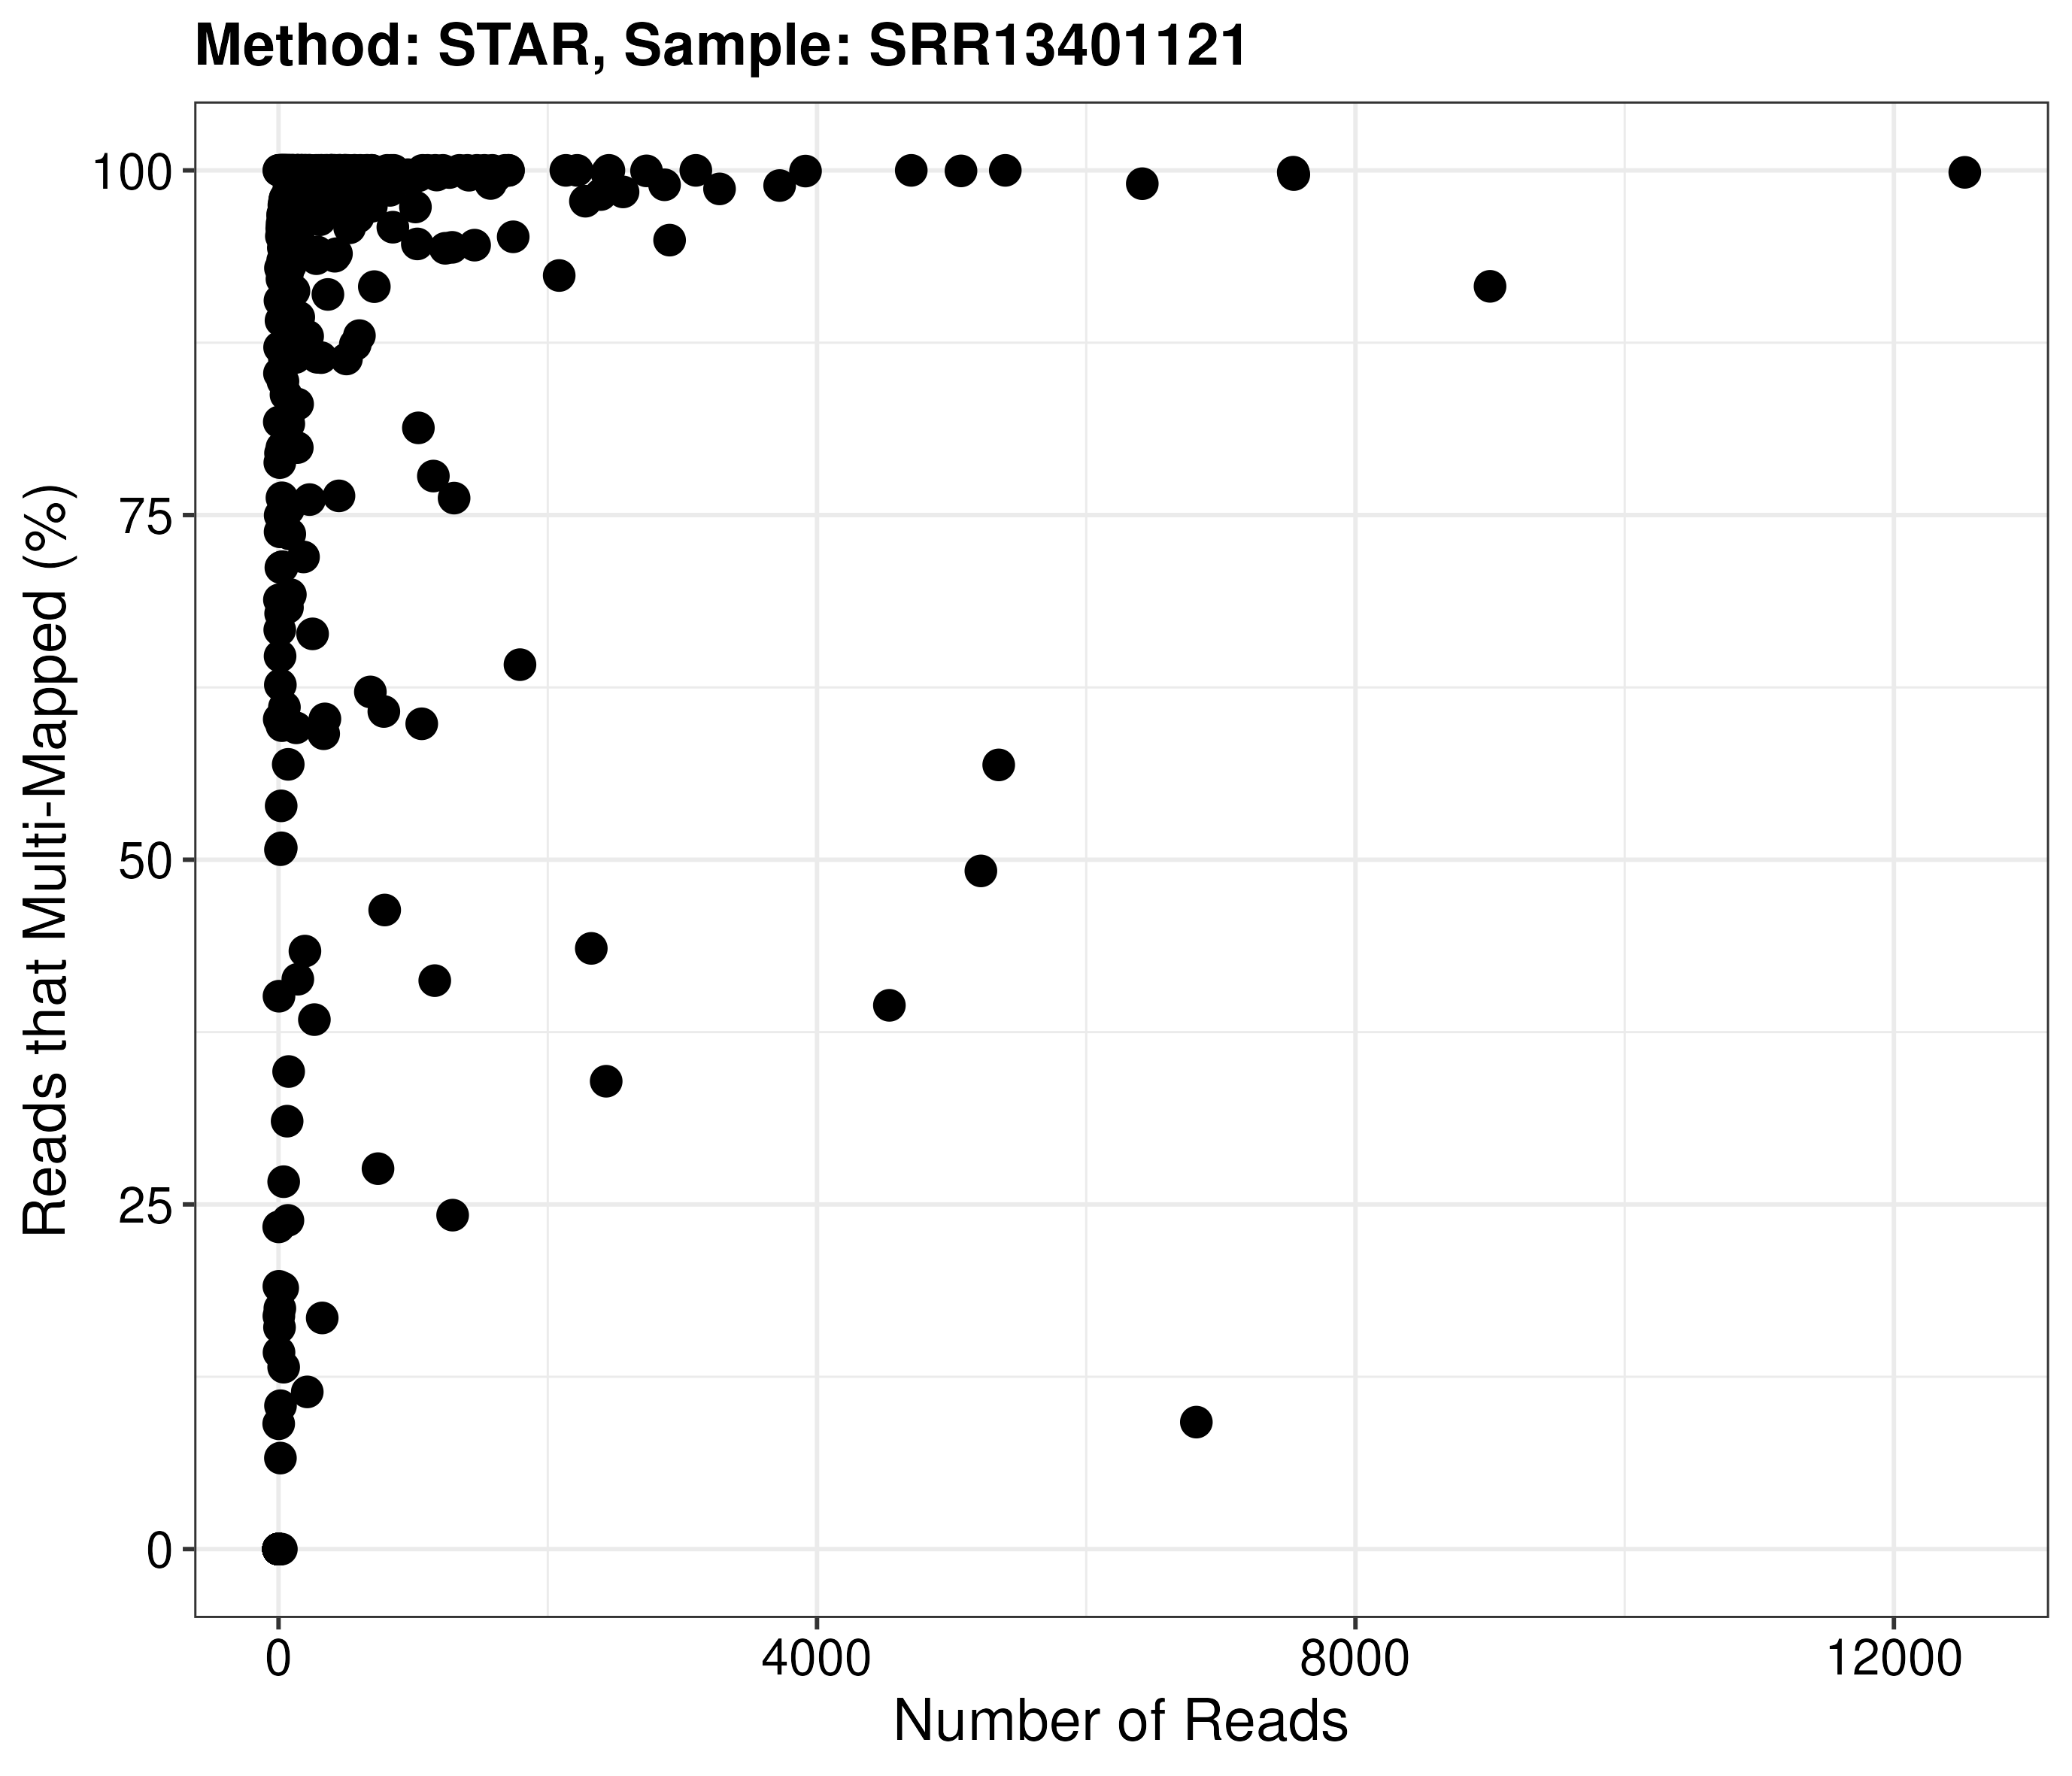 Method: STAR, Sample: SRR13401121
Reads that Multi-Mapped (%)
100
75
50
25
0
0 4000 8000 12000
Number of Reads